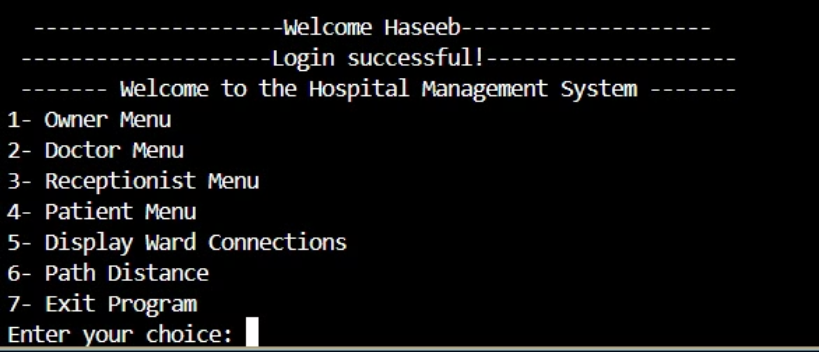 --------------------Welcome Haseeb--------------------
--------------------Login successful!--------------------
------- Welcome to the Hospital Management System -------
1- Owner Menu
2- Doctor Menu
3- Receptionist Menu
4- Patient Menu
5- Display Ward Connections
6- Path Distance
7- Exit Program
Enter your choice: